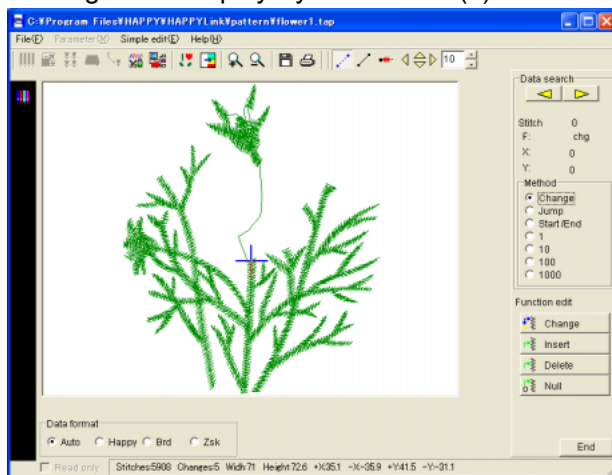 C:¥Program Files¥HAPPY¥HAPPYLink¥pattern¥flower1.tap
File(F) Parameter(M) Simple edit(E) Help(H)
10
Data search
Stitch 0
F: chg
X: 0
Y: 0
Method
Change
Jump
Start/End
1
10
100
1000
Function edit
Change
Insert
Delete
Null
Data format
Auto Happy Brd Zsk
End
Read only Stitches:5908 Changes:5 Width:71 Height:72.6 +X:35.1 -X:-35.9 +Y:41.5 -Y:-31.1